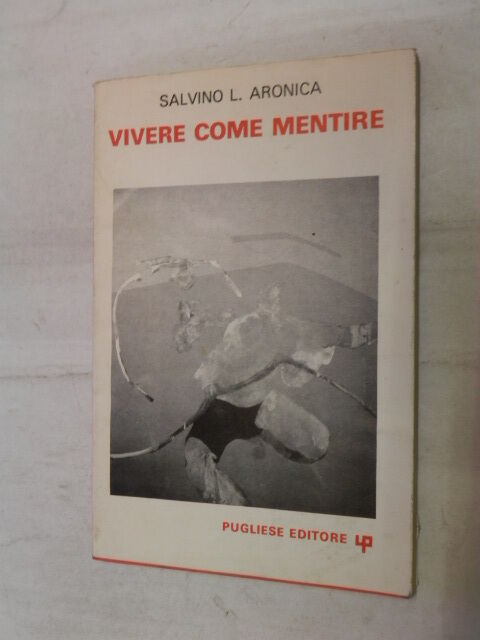 SALVINO L. ARONICA
VIVERE COME MENTIRE
PUGLIESE EDITORE